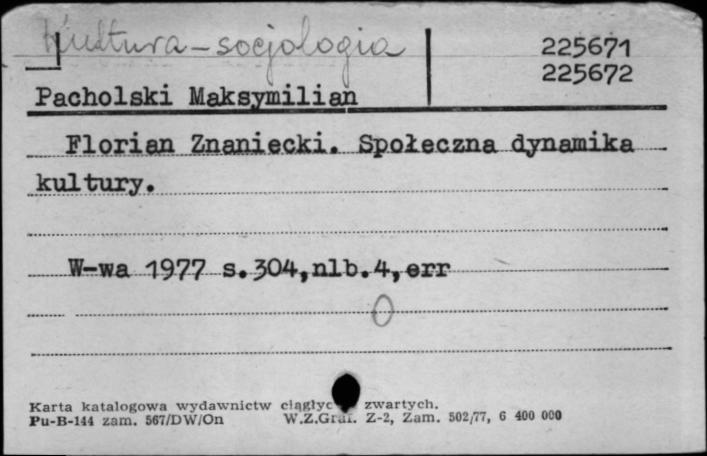 Kultura – socjologia
225671
225672
Pacholski Maksymilian
Florian Znaniecki. Społeczna dynamika
kultury.
W-wa 1977 s.304,nlb.4,err
0
Karta katalogowa wydawnictw ciągłyc zwartych.
Pu-B-144 zam. 567/DW/On W.Z.Graf. Z-2, Zam. 502/77, 6 400 000